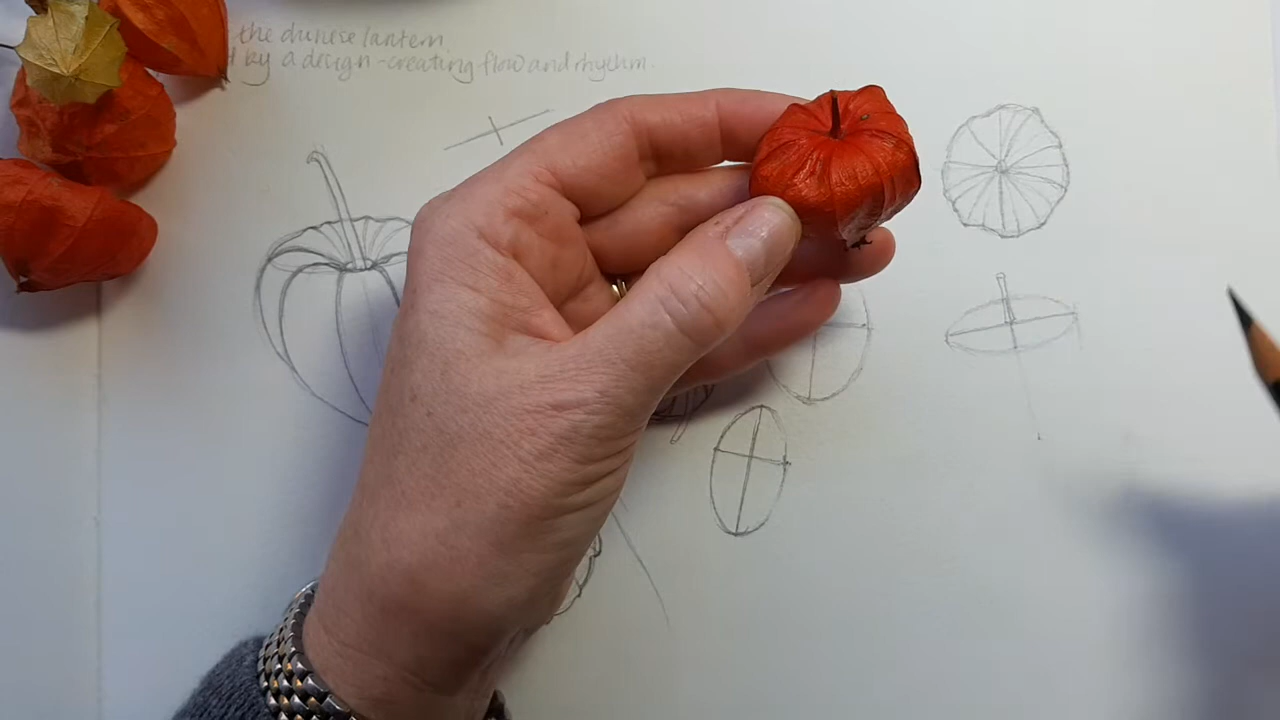 the chinese lantern
by a design - creating flow and rhythm.